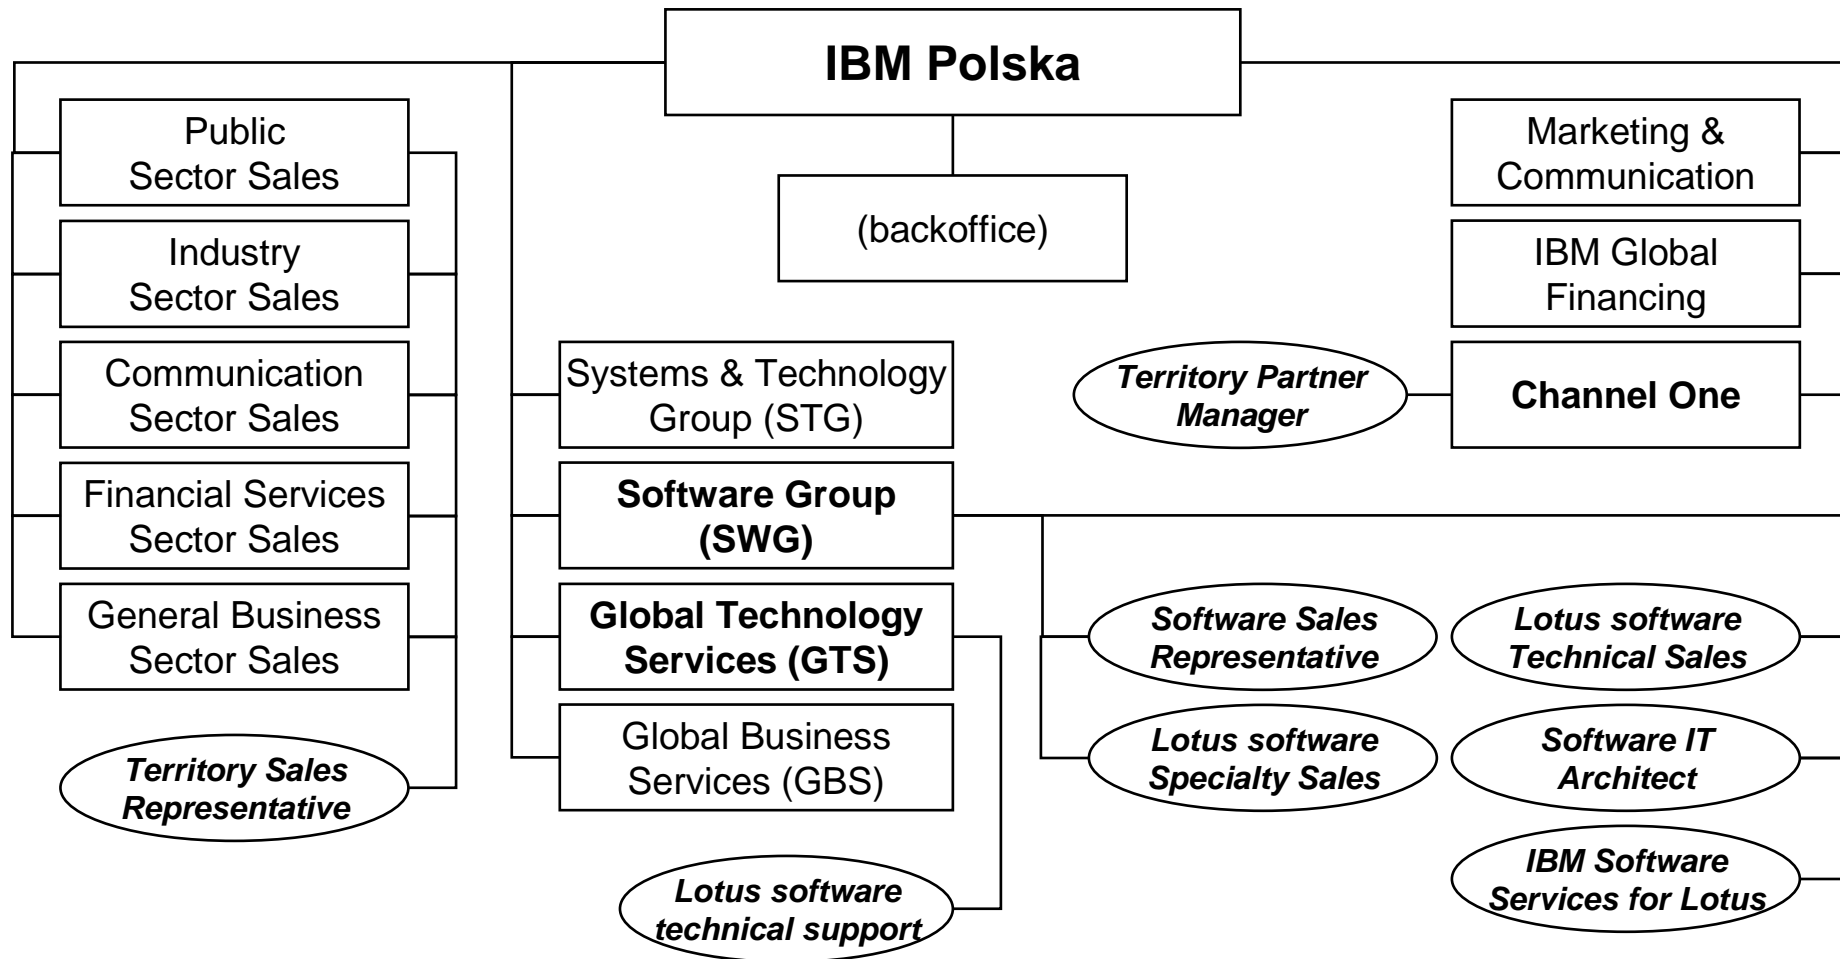 IBM Polska
(backoffice)
Public
Sector Sales
Industry
Sector Sales
Communication
Sector Sales
Financial Services
Sector Sales
General Business
Sector Sales
Territory Sales
Representative
Systems & Technology
Group (STG)
Software Group
(SWG)
Global Technology
Services (GTS)
Global Business
Services (GBS)
Lotus software
technical support
Marketing &
Communication
IBM Global
Financing
Territory Partner
Manager
Channel One
Software Sales
Representative
Lotus software
Technical Sales
Lotus software
Specialty Sales
Software IT
Architect
IBM Software
Services for Lotus